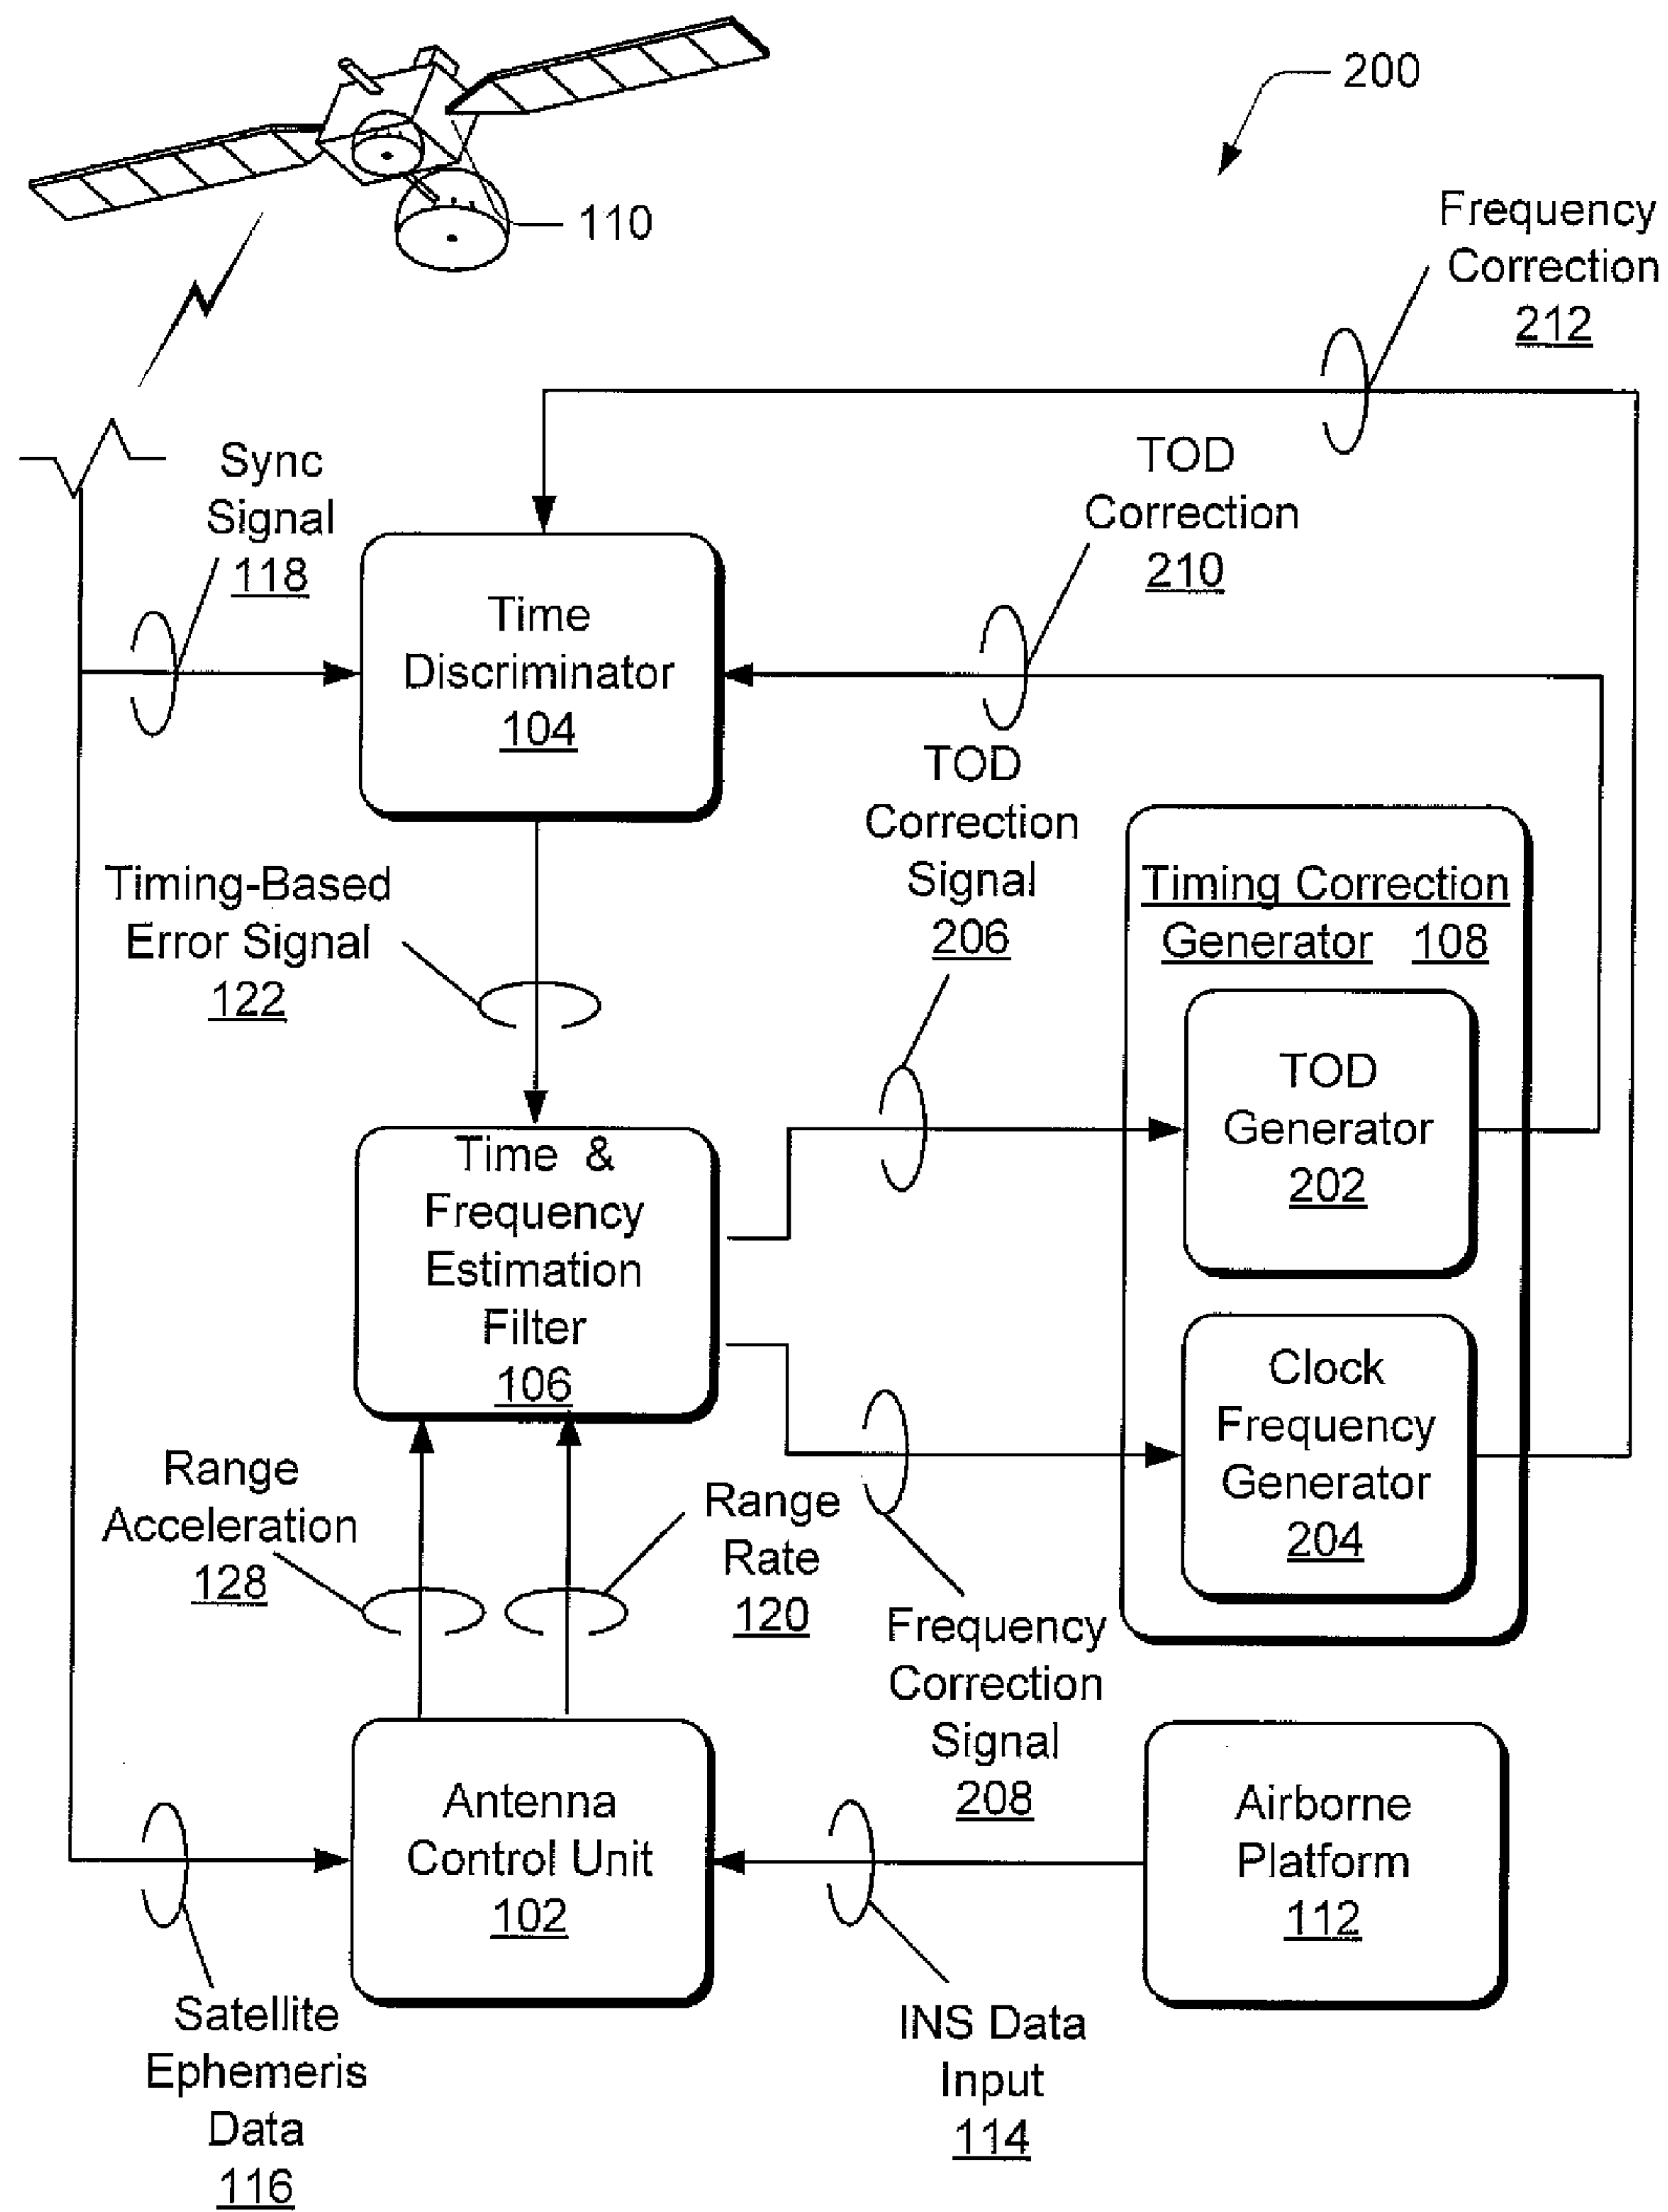 200
110
Frequency
Correction
212
Sync
Signal
118
TOD
Correction
210
Time
Discriminator
104
TOD
Correction
Signal
206
Timing-Based
Error Signal
122
Timing Correction
Generator 108
TOD
Generator
202
Time &
Frequency
Estimation
Filter
106
Clock
Frequency
Generator
204
Range
Acceleration
128
Range
Rate
120
Frequency
Correction
Signal
208
Antenna
Control Unit
102
Airborne
Platform
112
Satellite
Ephemeris
Data
116
INS Data
Input
114